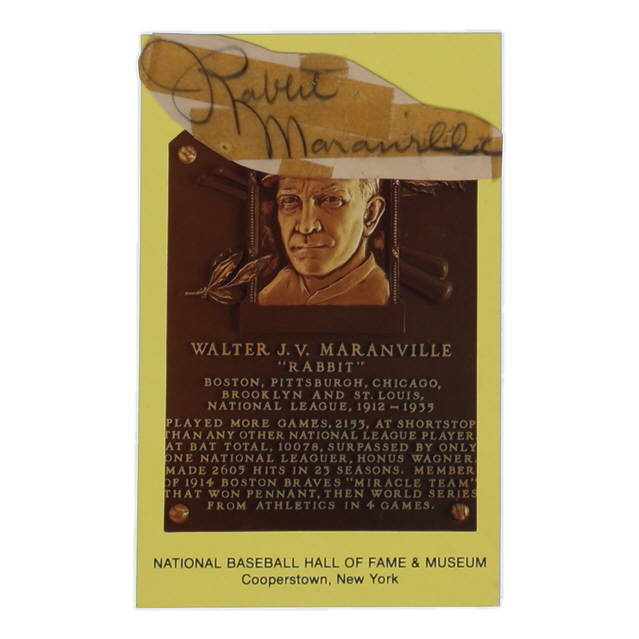 Rabbit
Maranville
WALTER J. V. MARANVILLE
"RABBIT"
BOSTON, PITTSBURGH, CHICAGO,
BROOKLYN AND ST. LOUIS,
NATIONAL LEAGUE, 1912 – 1935
PLAYED MORE GAMES, 2153, AT SHORTSTOP
THAN ANY OTHER NATIONAL LEAGUE PLAYER.
AT BAT TOTAL, 10078, SURPASSED BY ONLY
ONE NATIONAL LEAGUER, HONUS WAGNER.
MADE 2605 HITS IN 23 SEASONS. MEMBER
OF 1914 BOSTON BRAVES "MIRACLE TEAM"
THAT WON PENNANT, THEN WORLD SERIES
FROM ATHLETICS IN 4 GAMES.
NATIONAL BASEBALL HALL OF FAME & MUSEUM
Cooperstown, New York